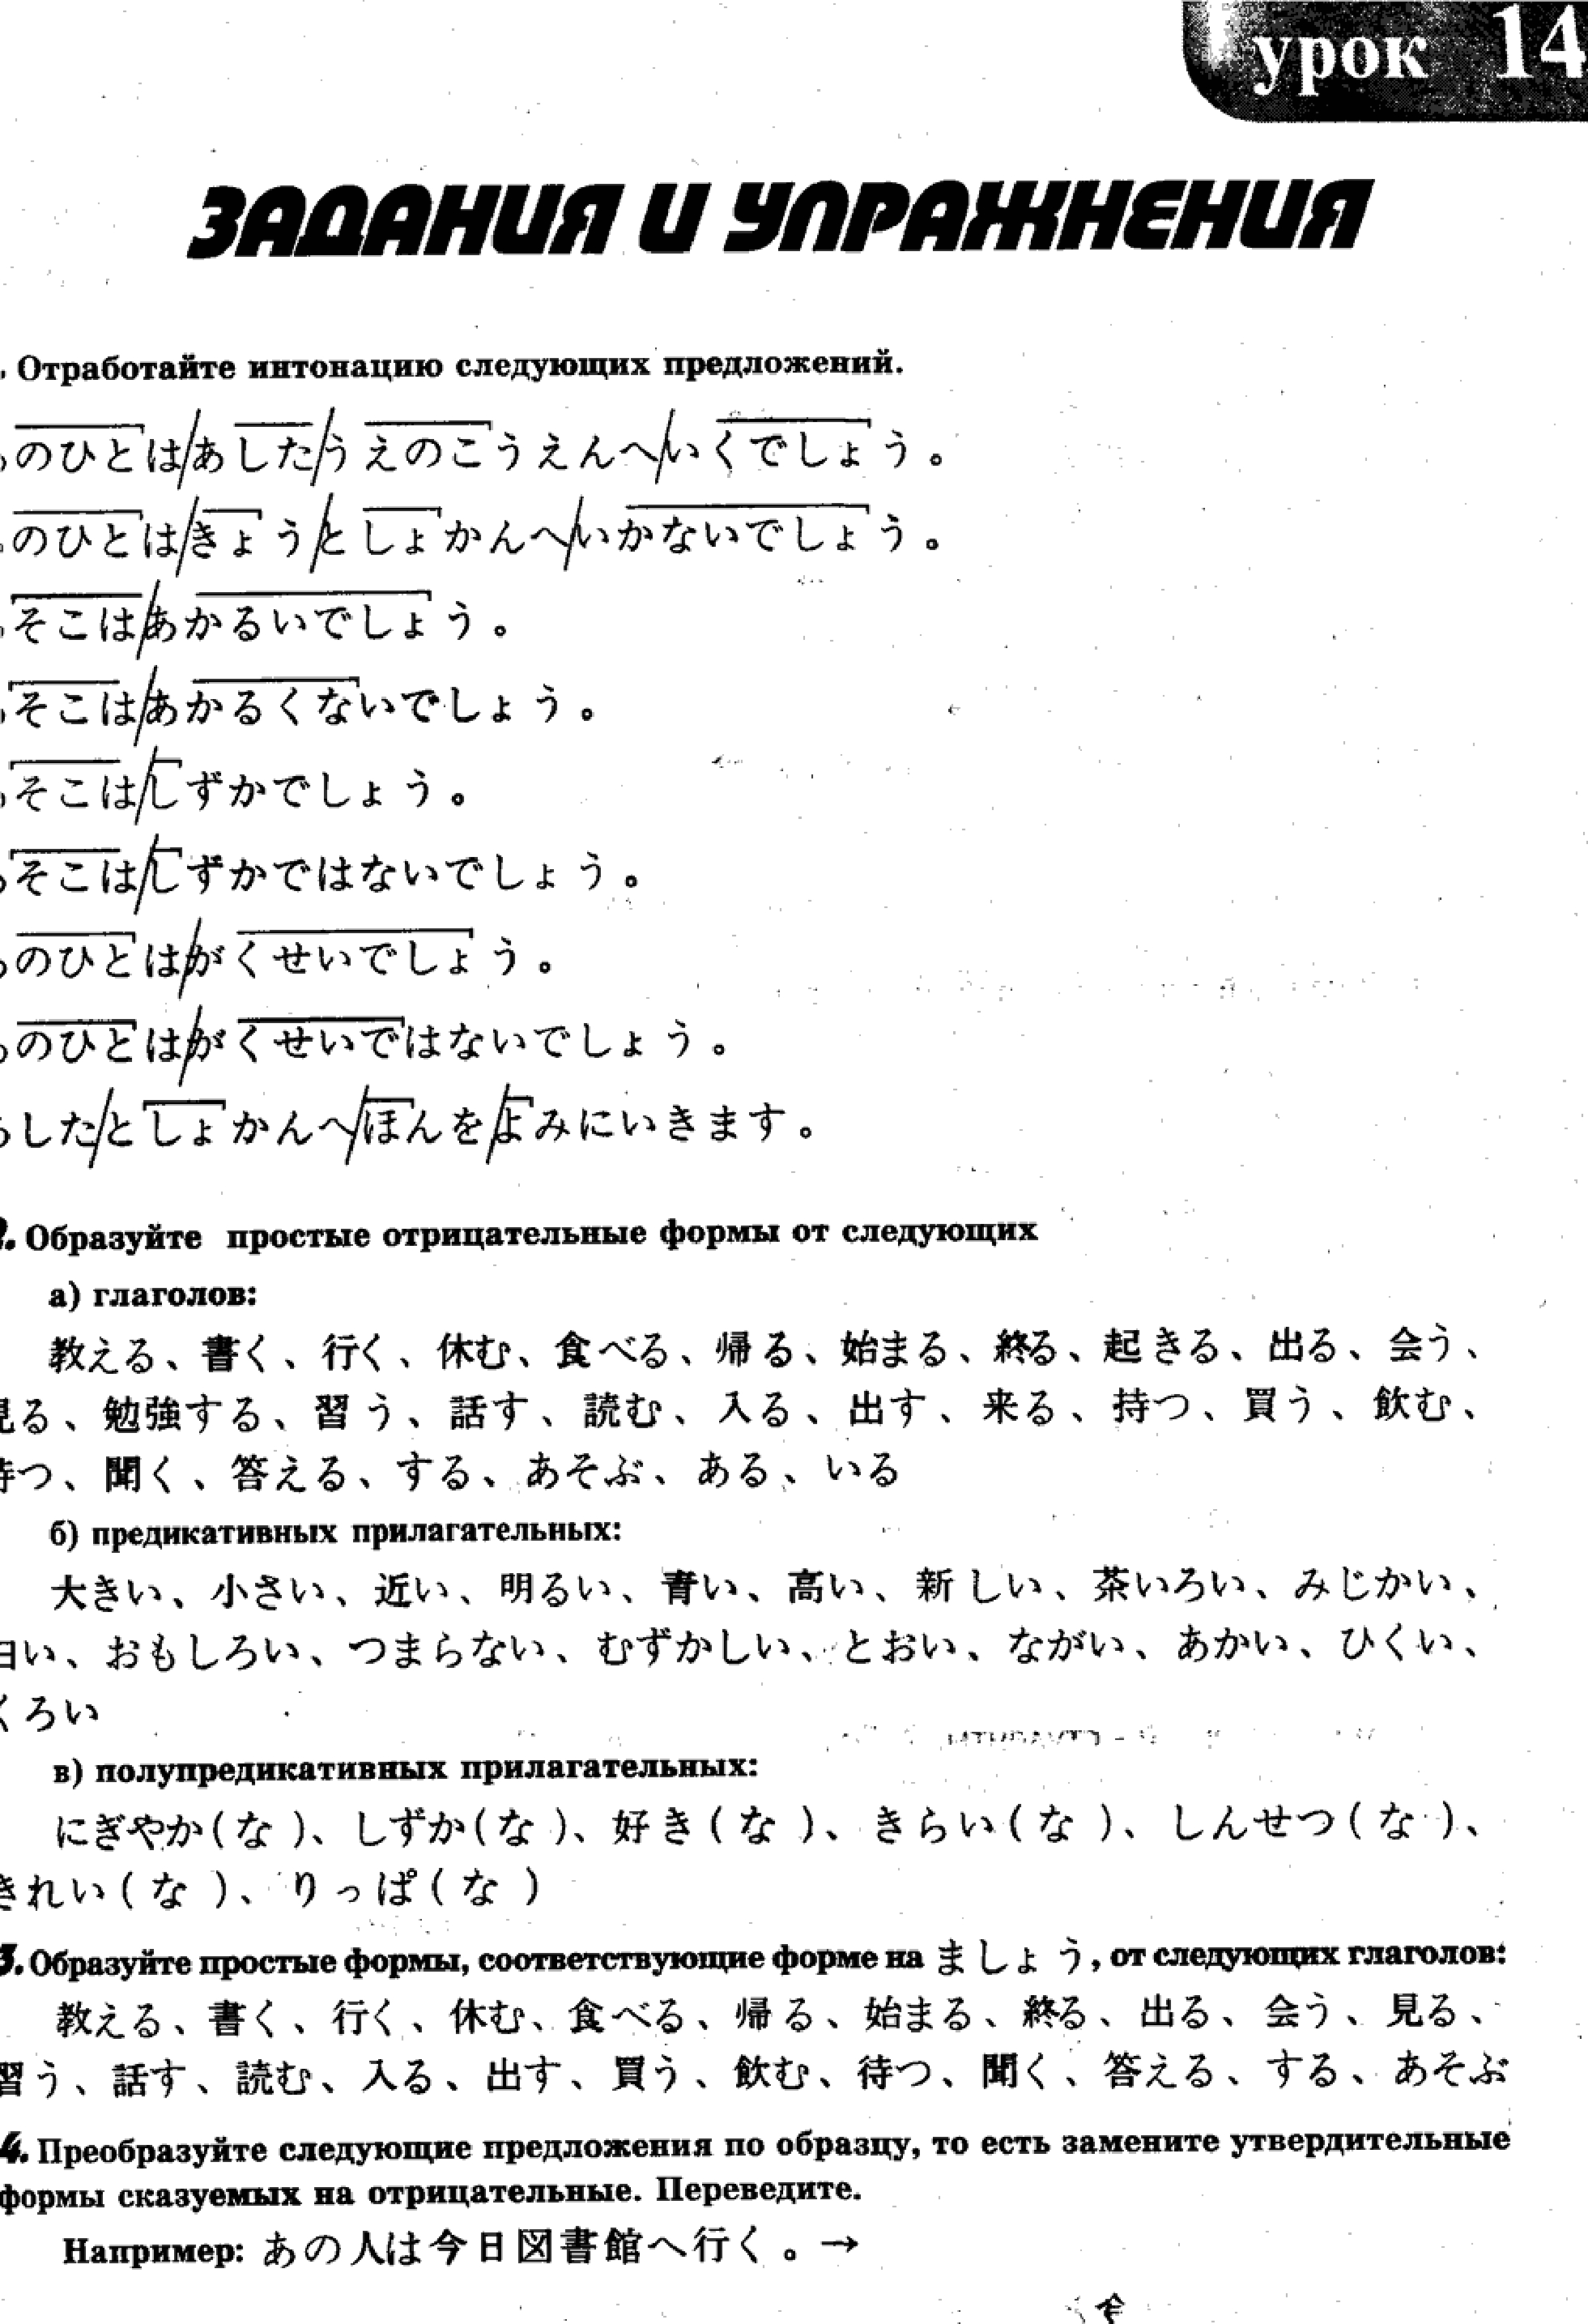 урок 14
ЗАДАНИЯ И УПРАЖНЕНИЯ
Отработайте интонацию следующих предложений.
のひとは/あした/うえのこうえんへ/いくでしょう。
のひとは/きょう/としょかんへ/いかないでしょう。
そこは/あかるいでしょう。
そこは/あかるくないでしょう。
そこは/しずかでしょう。
そこは/しずかではないでしょう。
のひとは/がくせいでしょう。
のひとは/がくせいではないでしょう。
した/としょかんへ/ほんを/よみにいきます。
2. Образуйте простые отрицательные формы от следующих
а) глаголов:
教える、書く、行く、休む、食べる、帰る、始まる、終る、起きる、出る、会う、
見る、勉強する、習う、話す、読む、入る、出す、来る、持つ、買う、飲む、
待つ、聞く、答える、する、あそぶ、ある、いる
б) предикативных прилагательных:
大きい、小さい、近い、明るい、青い、高い、新しい、茶いろい、みじかい、
白い、おもしろい、つまらない、むずかしい、とおい、ながい、あかい、ひくい、
くろい
в) полупредикативных прилагательных:
にぎやか(な)、しずか(な)、好き(な)、きらい(な)、しんせつ(な)、
きれい(な)、りっぱ(な)
3. Образуйте простые формы, соответствующие форме на ましょう, от следующих глаголов:
教える、書く、行く、休む、食べる、帰る、始まる、終る、出る、会う、見る、
習う、話す、読む、入る、出す、買う、飲む、待つ、聞く、答える、する、あそぶ
4. Преобразуйте следующие предложения по образцу, то есть замените утвердительные
формы сказуемых на отрицательные. Переведите.
Например: あの人は今日図書館へ行く。→